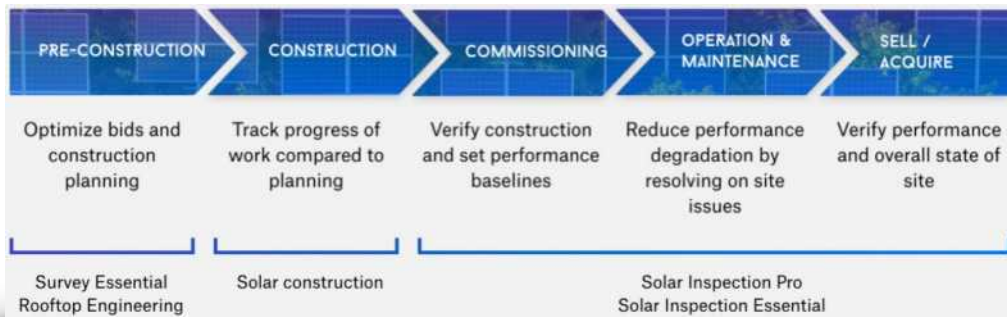 PRE-CONSTRUCTION
CONSTRUCTION
COMMISSIONING
OPERATION &
MAINTENANCE
SELL /
ACQUIRE
Optimize bids and
construction
planning
Track progress of
work compared to
planning
Verify construction
and set performance
baselines
Reduce performance
degradation by
resolving on site
issues
Verify performance
and overall state of
site
Survey Essential
Rooftop Engineering
Solar construction
Solar Inspection Pro
Solar Inspection Essential